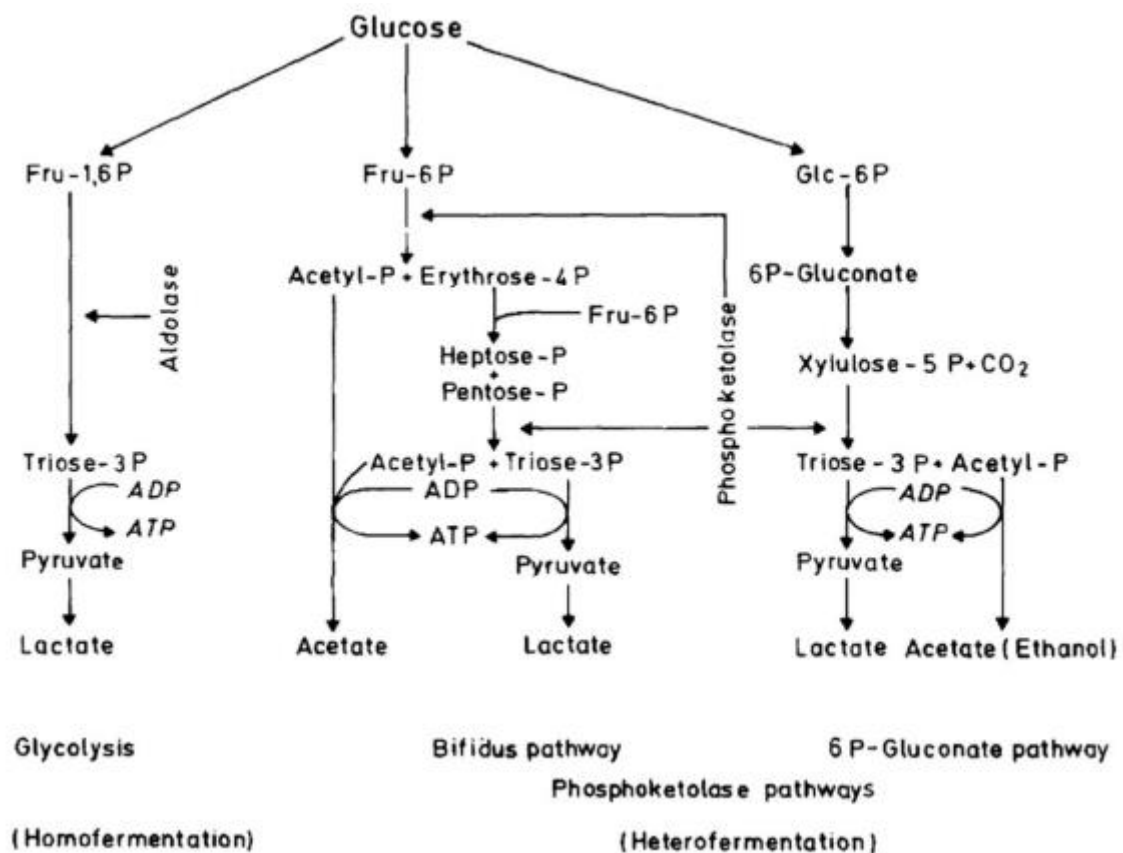 Glucose
Fru-1,6P
Fru-6P
Glc-6P
Acetyl-P + Erythrose-4P
6P-Gluconate
Aldolase
Fru-6P
Phosphoketolase
Heptose-P
+
Pentose-P
Xylulose-5P+CO₂
Triose-3P
Acetyl-P + Triose-3P
Triose-3P + Acetyl-P
ADP
ADP
ADP
ATP
ATP
ATP
Pyruvate
Pyruvate
Pyruvate
Lactate
Acetate
Lactate
Lactate
Acetate (Ethanol)
Glycolysis
Bifidus pathway
6P-Gluconate pathway
Phosphoketolase pathways
(Homofermentation)
(Heterofermentation)